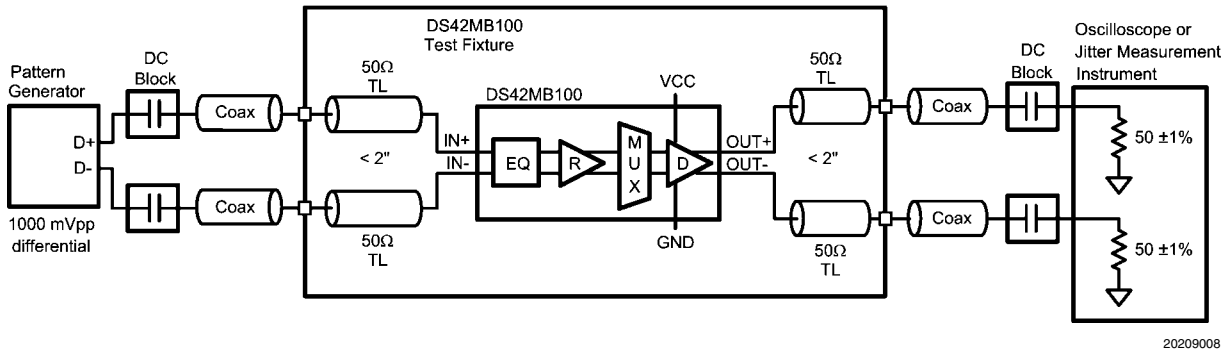 DS42MB100
Test Fixture
Pattern
Generator
D+
D-
1000 mVpp
differential
DC
Block
Coax
Coax
50Ω
TL
< 2"
50Ω
TL
DS42MB100
IN+
IN-
EQ
R
M
U
X
D
VCC
GND
OUT+
OUT-
50Ω
TL
< 2"
50Ω
TL
Coax
Coax
DC
Block
Oscilloscope or
Jitter Measurement
Instrument
50 ±1%
50 ±1%
20209008